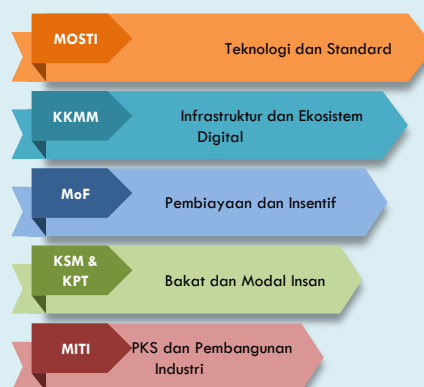 MOSTI
Teknologi dan Standard
KKMM
Infrastruktur dan Ekosistem
Digital
MoF
Pembiayaan dan Insentif
KSM &
KPT
Bakat dan Modal Insan
MITI
PKS dan Pembangunan
Industri